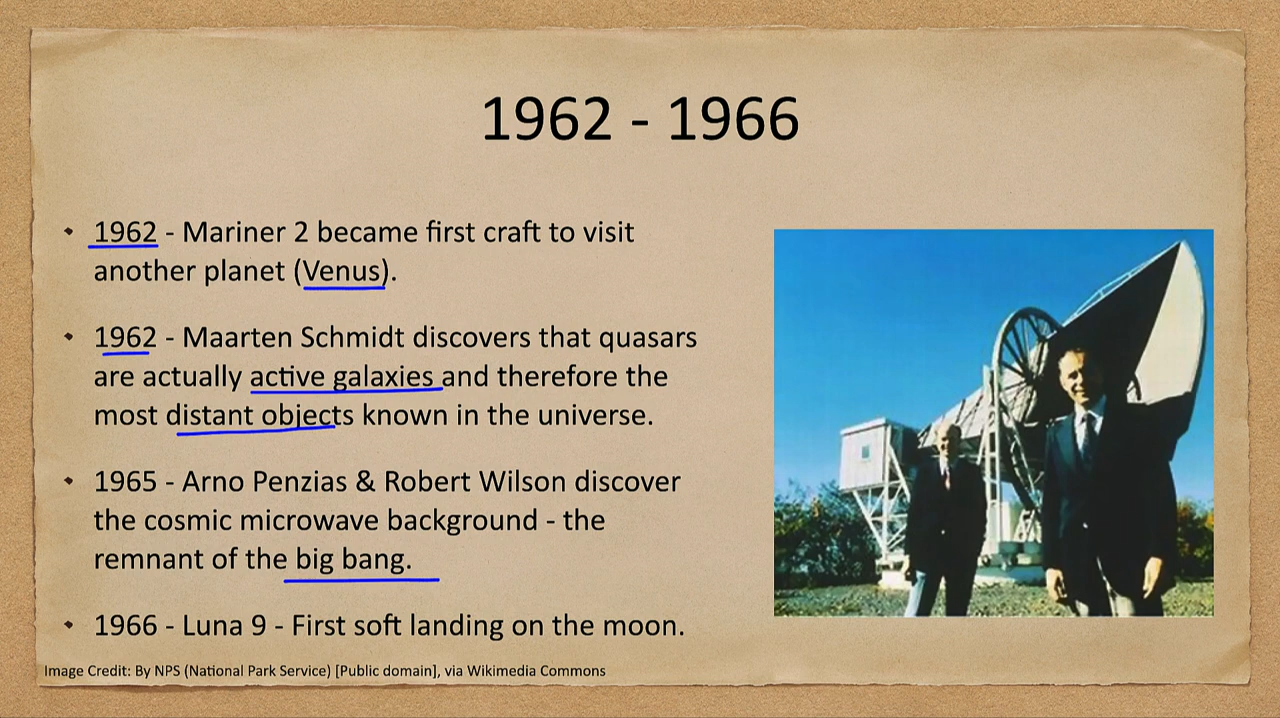 1962 - 1966
• 1962 - Mariner 2 became first craft to visit
another planet (Venus).
• 1962 - Maarten Schmidt discovers that quasars
are actually active galaxies and therefore the
most distant objects known in the universe.
• 1965 - Arno Penzias & Robert Wilson discover
the cosmic microwave background - the
remnant of the big bang.
• 1966 - Luna 9 - First soft landing on the moon.
Image Credit: By NPS (National Park Service) [Public domain], via Wikimedia Commons